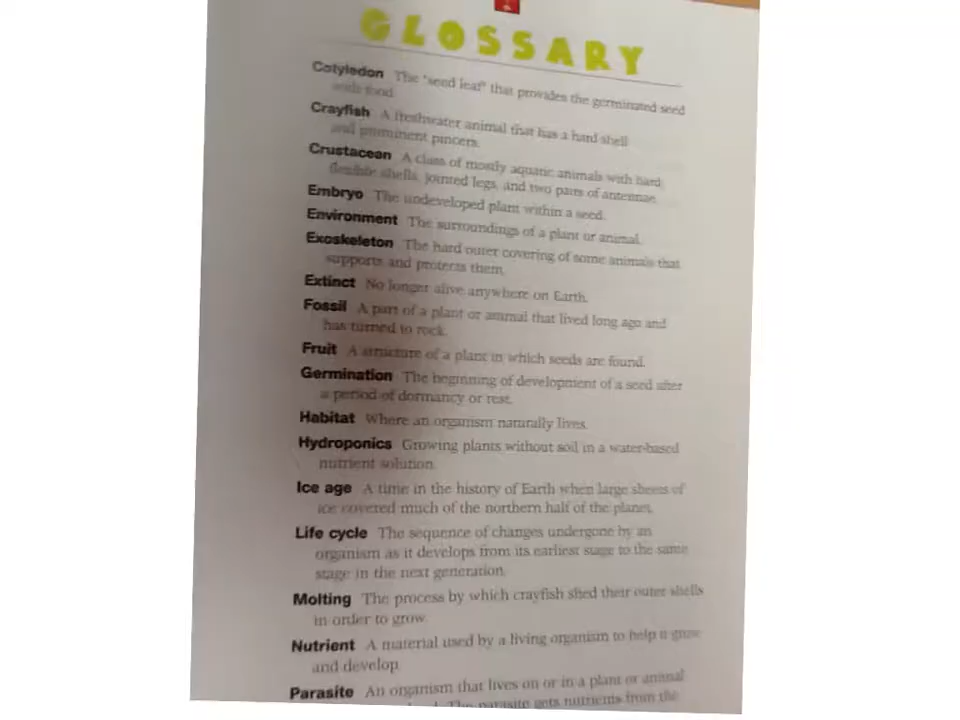 GLOSSARY
Cotyledon The "seed leaf" that provides the germinated seed
with food.
Crayfish A freshwater animal that has a hard shell
and prominent pincers.
Crustacean A class of mostly aquatic animals with hard,
flexible shells, jointed legs, and two pairs of antennae.
Embryo The undeveloped plant within a seed.
Environment The surroundings of a plant or animal.
Exoskeleton The hard outer covering of some animals that
supports and protects them.
Extinct No longer alive anywhere on Earth.
Fossil A part of a plant or animal that lived long ago and
has turned to rock.
Fruit A structure of a plant in which seeds are found.
Germination The beginning of development of a seed after
a period of dormancy or rest.
Habitat Where an organism naturally lives.
Hydroponics Growing plants without soil in a water-based
nutrient solution.
Ice age A time in the history of Earth when large sheets of
ice covered much of the northern half of the planet.
Life cycle The sequence of changes undergone by an
organism as it develops from its earliest stage to the same
stage in the next generation.
Molting The process by which crayfish shed their outer shells
in order to grow.
Nutrient A material used by a living organism to help it grow
and develop.
Parasite An organism that lives on or in a plant or animal
The parasite gets nutrients from the